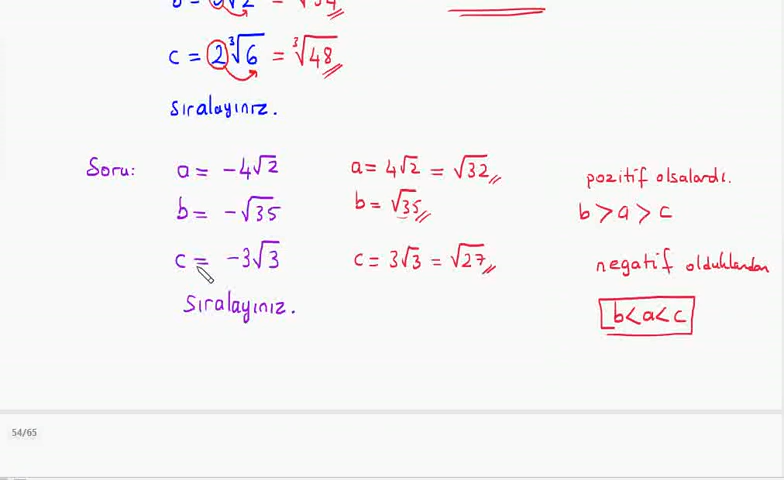 c = 2∛6 = ∛48
sıralayınız.
Soru: a = -4√2 a = 4√2 = √32 pozitif olsalardı.
b = -√35 b = √35 b > a > c
c = -3√3 c = 3√3 = √27 negatif olduklarından
Sıralayınız. b<a<c
54/65